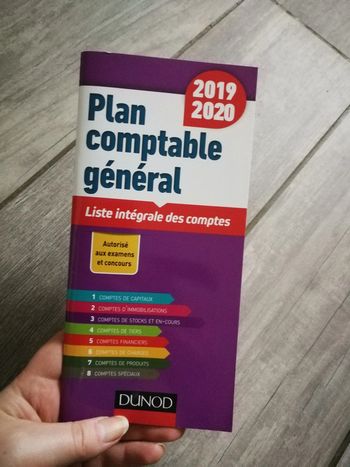 2019
2020
Plan
comptable
général
Liste intégrale des comptes
Autorisé
aux examens
et concours
1 COMPTES DE CAPITAUX
2 COMPTES D'IMMOBILISATIONS
3 COMPTES DE STOCKS ET EN-COURS
4 COMPTES DE TIERS
5 COMPTES FINANCIERS
6 COMPTES DE CHARGES
7 COMPTES DE PRODUITS
8 COMPTES SPÉCIAUX
DUNOD